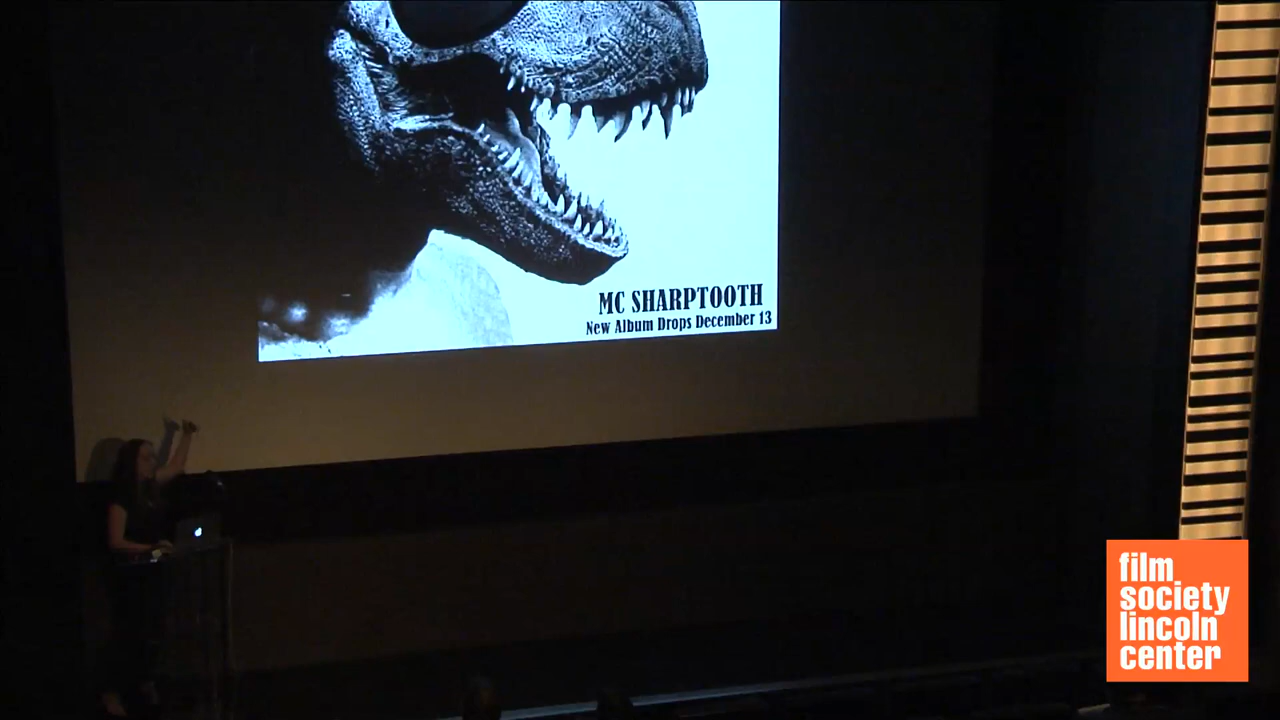 MC SHARPTOOTH
New Album Drops December 13
film
society
lincoln
center